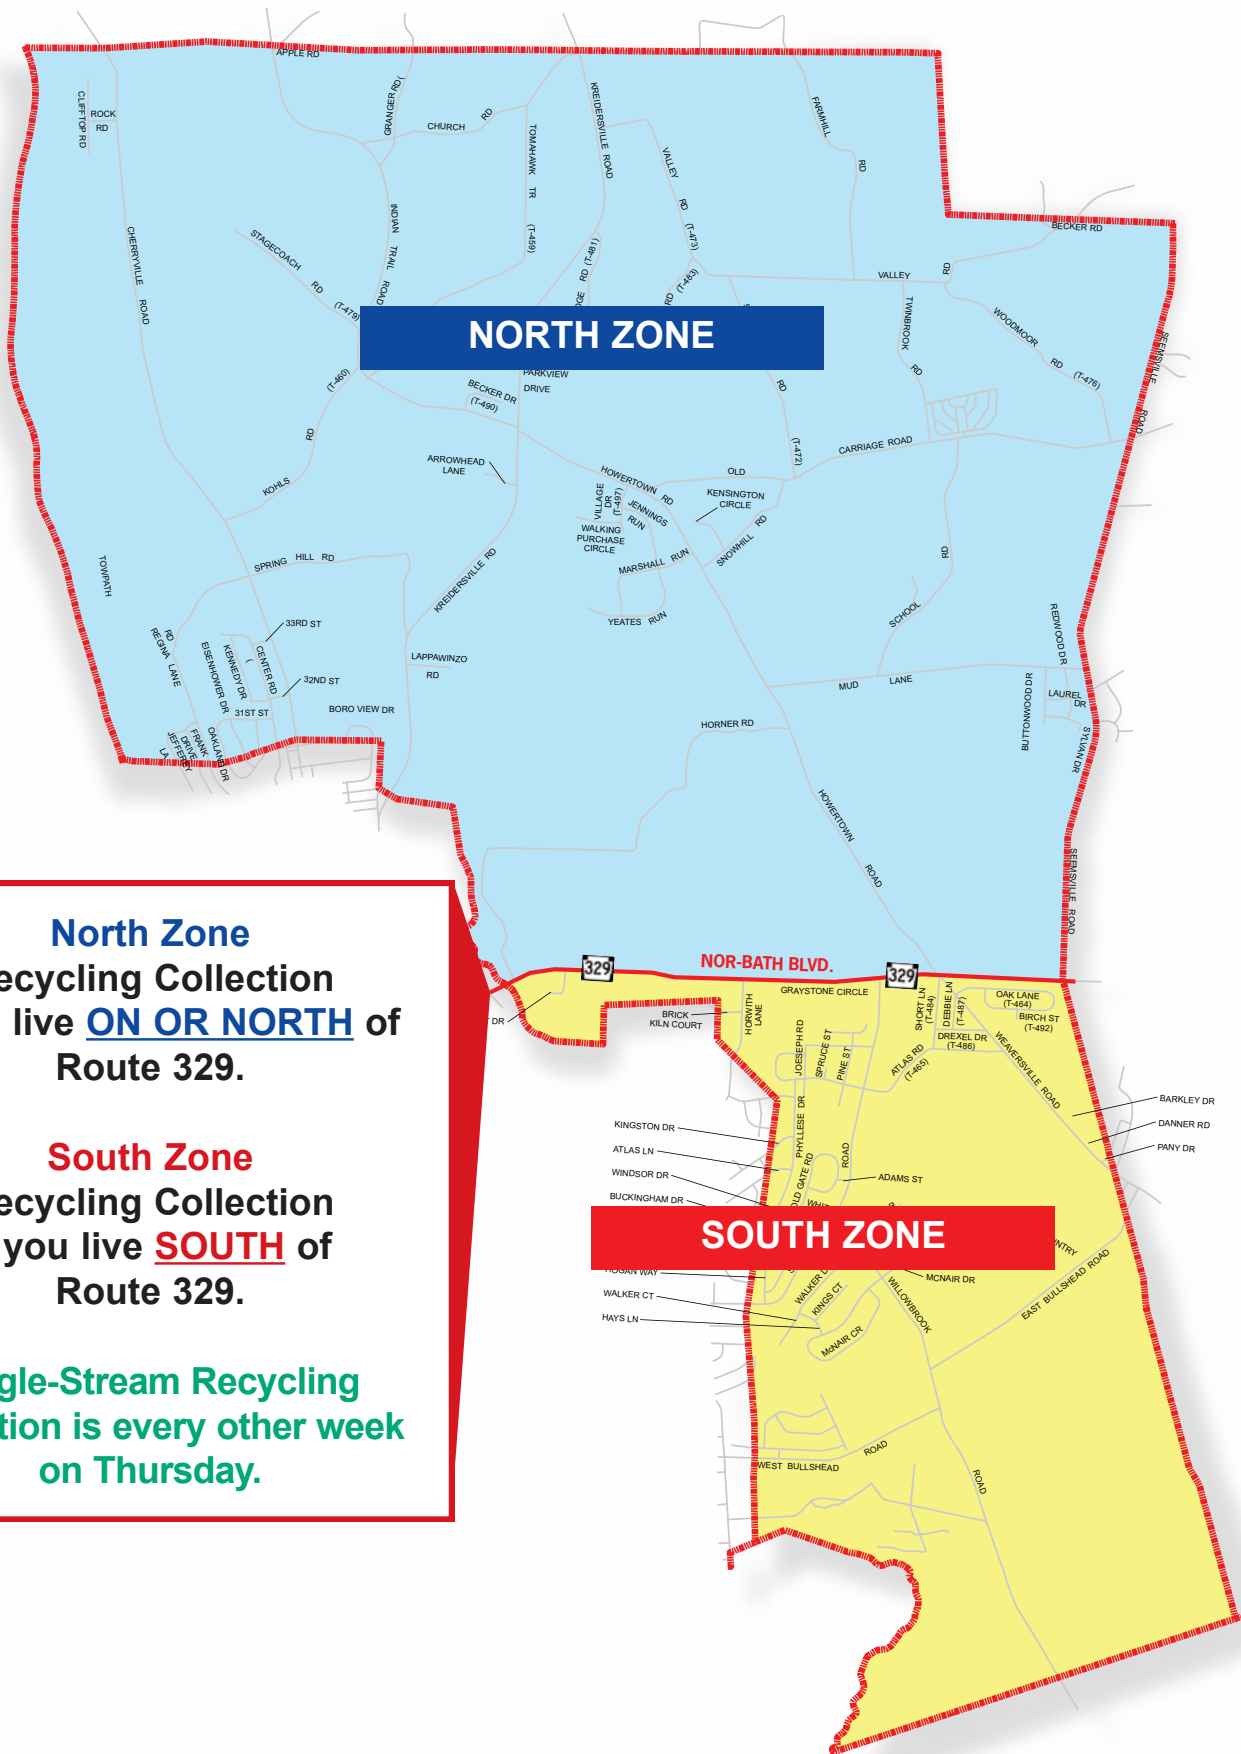 APPLE RD
CLIFFTOP RD
ROCK
RD
GRANGER RD (
CHURCH
RD
TOMAHAWK TR (T-459)
KREIDERSVILLE ROAD
VALLEY RD (T-473)
FARMHILL
RD
BECKER RD
CHERRYVILLE ROAD
STAGECOACH RD (T-479)
INDIAN TRAIL ROAD
RD (T-481)
RD (T-483)
VALLEY
RD
TWINBROOK
RD
WOODMOOR RD (T-476)
SEEMSVILLE ROAD
NORTH ZONE
(T-460)
RD
KOHLS
BECKER DR
(T-490)
PARKVIEW
DRIVE
RD
(T-472)
CARRIAGE ROAD
ARROWHEAD
LANE
HOWERTOWN RD
OLD
VILLAGE
DR
(T-497)
JENNINGS
RUN
KENSINGTON
CIRCLE
WALKING
PURCHASE
CIRCLE
SNOWHILL RD
MARSHALL RUN
YEATES RUN
RD
SCHOOL
TOWPATH
RD
SPRING HILL RD
KREIDERSVILLE RD
REGINA LANE
EISENHOWER DR
KENNEDY DR
(
CENTER RD
33RD ST
32ND ST
31ST ST
BORO VIEW DR
LAPPAWINZO
RD
FRANK
DRIVE
JEFFEREY
LA
OAKLAND DR
MUD LANE
HORNER RD
REDWOOD DR
BUTTONWOOD DR
LAUREL
DR
SYLVAN DR
HOWERTOWN
ROAD
SEEMSVILLE ROAD
North Zone
ecycling Collection
live ON OR NORTH of
Route 329.
South Zone
ecycling Collection
you live SOUTH of
Route 329.
gle-Stream Recycling
tion is every other week
on Thursday.
329
NOR-BATH BLVD.
329
DR
BRICK
KILN COURT
HORWITH
LANE
GRAYSTONE CIRCLE
SHORT LN
(T-484)
DEBBIE LN
(T-487)
OAK LANE
(T-464)
BIRCH ST
(T-492)
DREXEL DR
(T-486)
JOESEPH RD
SPRUCE ST
PINE ST
ATLAS RD
(T-465)
WEAVERSVILLE ROAD
BARKLEY DR
DANNER RD
PANY DR
KINGSTON DR
ATLAS LN
WINDSOR DR
BUCKINGHAM DR
PHYLLESE DR
OLD GATE RD
ROAD
ADAMS ST
SOUTH ZONE
HOGAN WAY
WALKER CT
HAYS LN
WALKER D
KINGS CT
McNAIR CR
MCNAIR DR
WILLOWBROOK
EAST BULLSHEAD ROAD
WEST BULLSHEAD
ROAD
ROAD